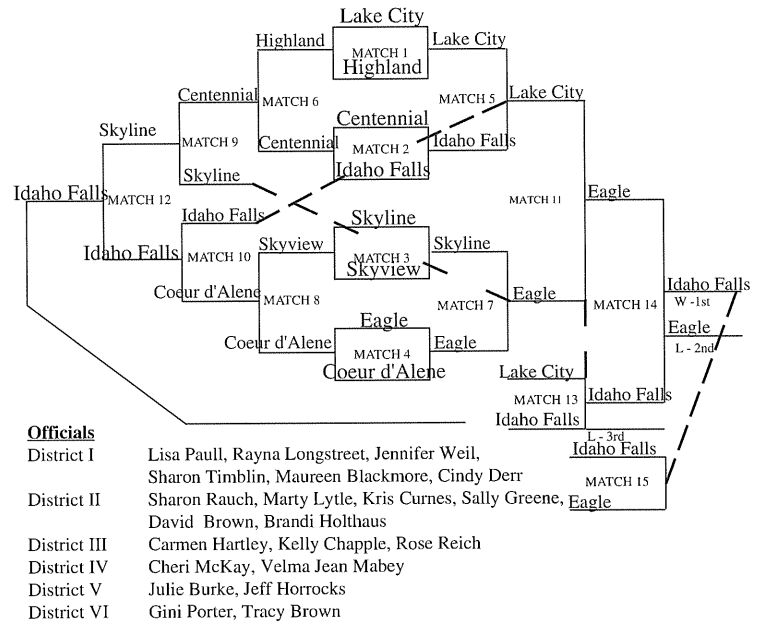 Lake City
Highland
MATCH 1
Lake City
Highland
Centennial
MATCH 6
MATCH 5
Lake City
Centennial
Skyline
MATCH 9
Centennial
MATCH 2
Idaho Falls
Idaho Falls
Skyline
Idaho Falls
MATCH 12
MATCH 11
Eagle
Idaho Falls
Skyline
Idaho Falls
MATCH 10
Skyview
MATCH 3
Skyline
Skyview
Coeur d'Alene
MATCH 8
MATCH 7
Eagle
MATCH 14
Idaho Falls
W -1st
Eagle
Eagle
L - 2nd
Coeur d'Alene
MATCH 4
Eagle
Coeur d'Alene
Lake City
MATCH 13
Idaho Falls
Idaho Falls
L - 3rd
Idaho Falls
MATCH 15
Eagle
Officials
District I Lisa Paull, Rayna Longstreet, Jennifer Weil,
Sharon Timblin, Maureen Blackmore, Cindy Derr
District II Sharon Rauch, Marty Lytle, Kris Curnes, Sally Greene,
David Brown, Brandi Holthaus
District III Carmen Hartley, Kelly Chapple, Rose Reich
District IV Cheri McKay, Velma Jean Mabey
District V Julie Burke, Jeff Horrocks
District VI Gini Porter, Tracy Brown